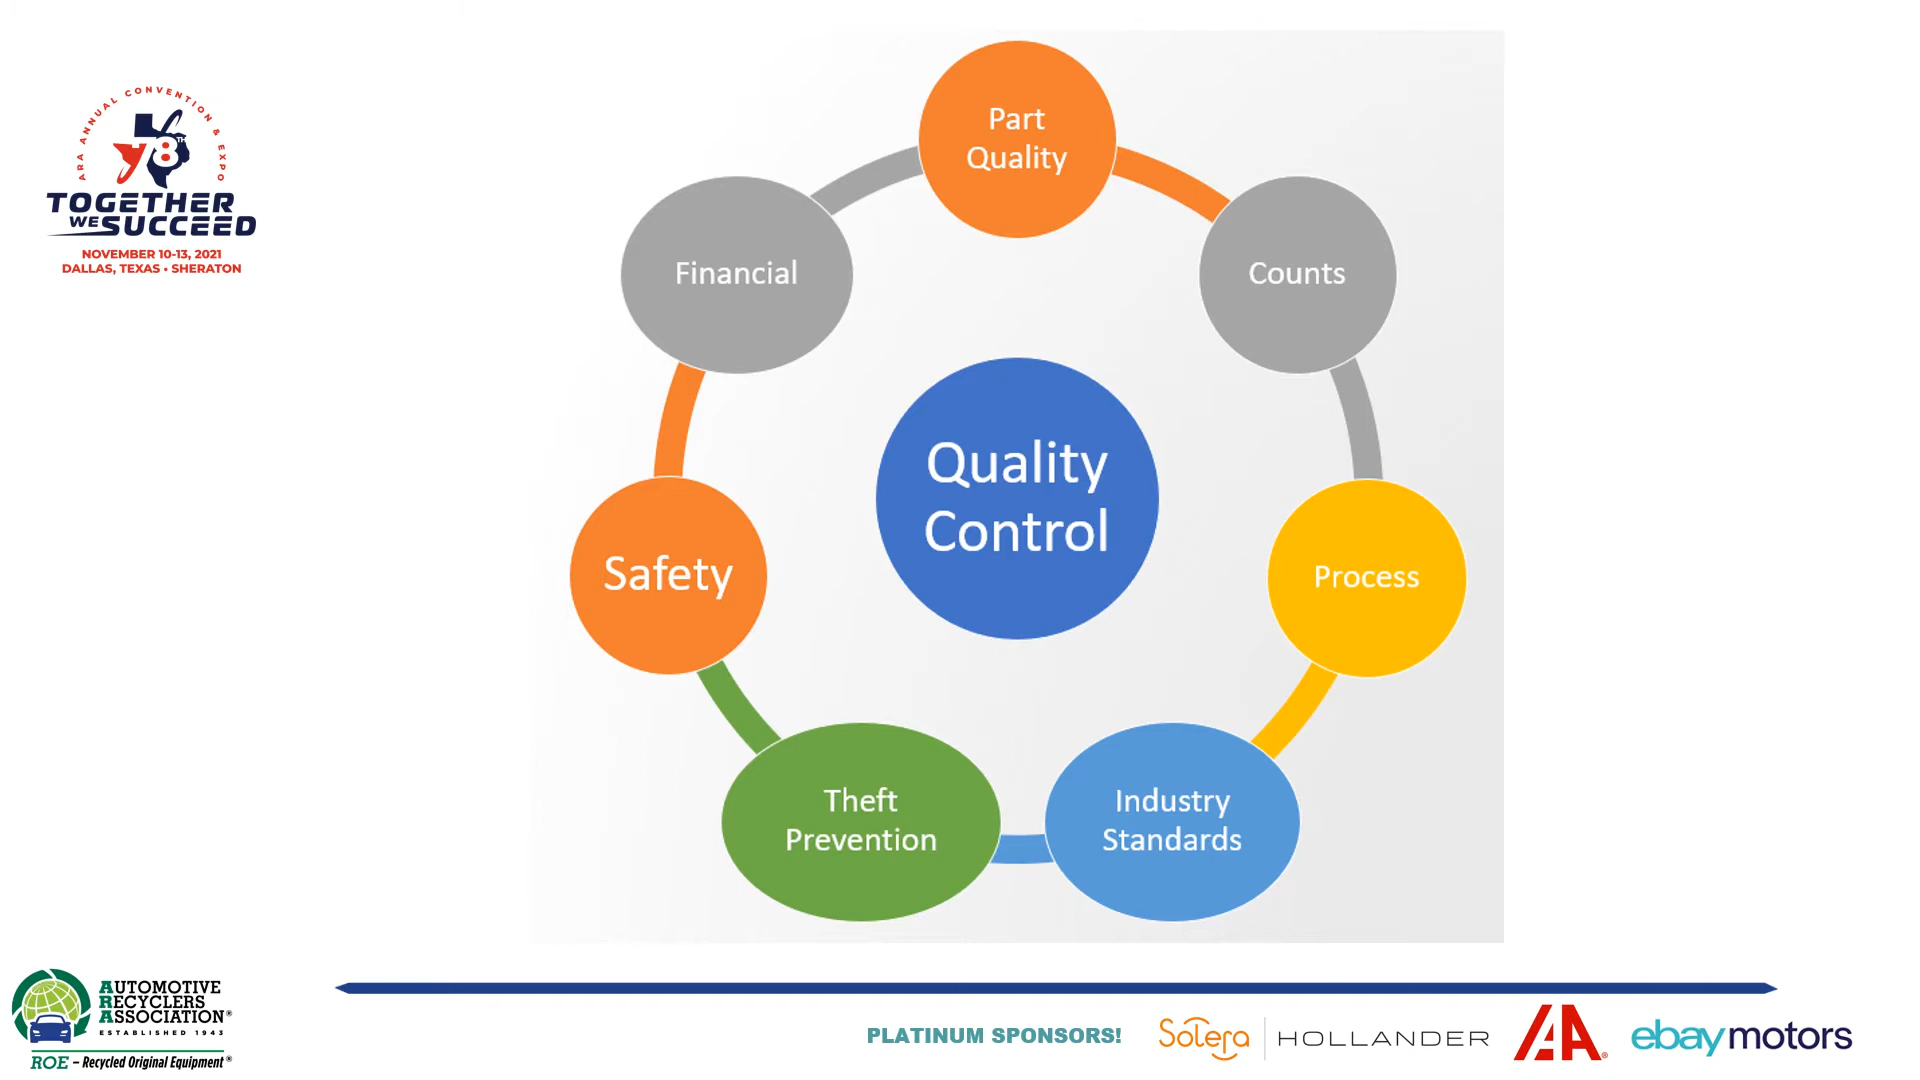 ARA ANNUAL CONVENTION & EXPO
78TH
TOGETHER
WE SUCCEED
NOVEMBER 10-13, 2021
DALLAS, TEXAS • SHERATON
Part
Quality
Counts
Process
Industry
Standards
Theft
Prevention
Safety
Financial
Quality
Control
AUTOMOTIVE
RECYCLERS
ASSOCIATION®
ESTABLISHED 1943
ROE – Recycled Original Equipment®
PLATINUM SPONSORS!
Solera
HOLLANDER
IAA®
ebay motors